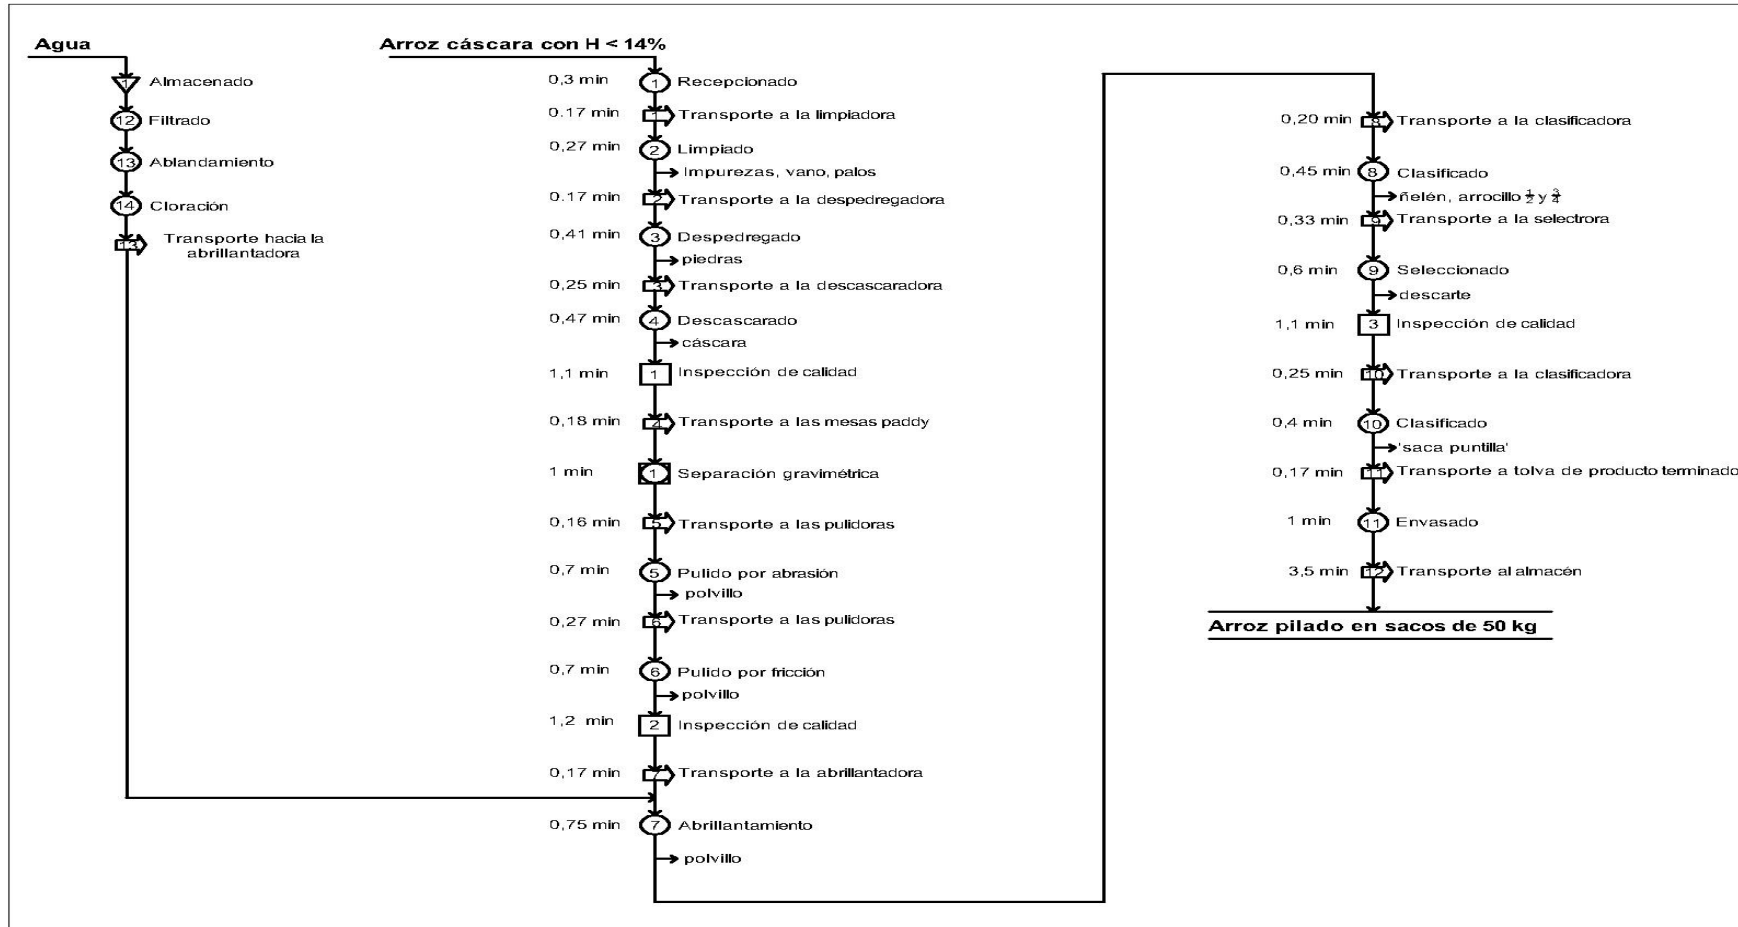 Agua
1 Almacenado
12 Filtrado
13 Ablandamiento
14 Cloración
13 Transporte hacia la
abrillantadora
Arroz cáscara con H < 14%
0,3 min 1 Recepcionado
0.17 min 1 Transporte a la limpiadora
0,27 min 2 Limpiado
Impurezas, vano, palos
0.17 min 2 Transporte a la despedregadora
0,41 min 3 Despedregado
piedras
0,25 min 3 Transporte a la descascaradora
0,47 min 4 Descascarado
cáscara
1,1 min 1 Inspección de calidad
0,18 min 4 Transporte a las mesas paddy
1 min 1 Separación gravimétrica
0,16 min 5 Transporte a las pulidoras
0,7 min 5 Pulido por abrasión
polvillo
0,27 min 6 Transporte a las pulidoras
0,7 min 6 Pulido por fricción
polvillo
1,2 min 2 Inspección de calidad
0,17 min 7 Transporte a la abrillantadora
0,75 min 7 Abrillantamiento
polvillo
0,20 min 8 Transporte a la clasificadora
0,45 min 8 Clasificado
ñelén, arrocillo 1/2 y 3/4
0,33 min 9 Transporte a la selectrora
0,6 min 9 Seleccionado
descarte
1,1 min 3 Inspección de calidad
0,25 min 10 Transporte a la clasificadora
0,4 min 10 Clasificado
'saca puntilla'
0,17 min 11 Transporte a tolva de producto terminado
1 min 11 Envasado
3,5 min 12 Transporte al almacén
Arroz pilado en sacos de 50 kg